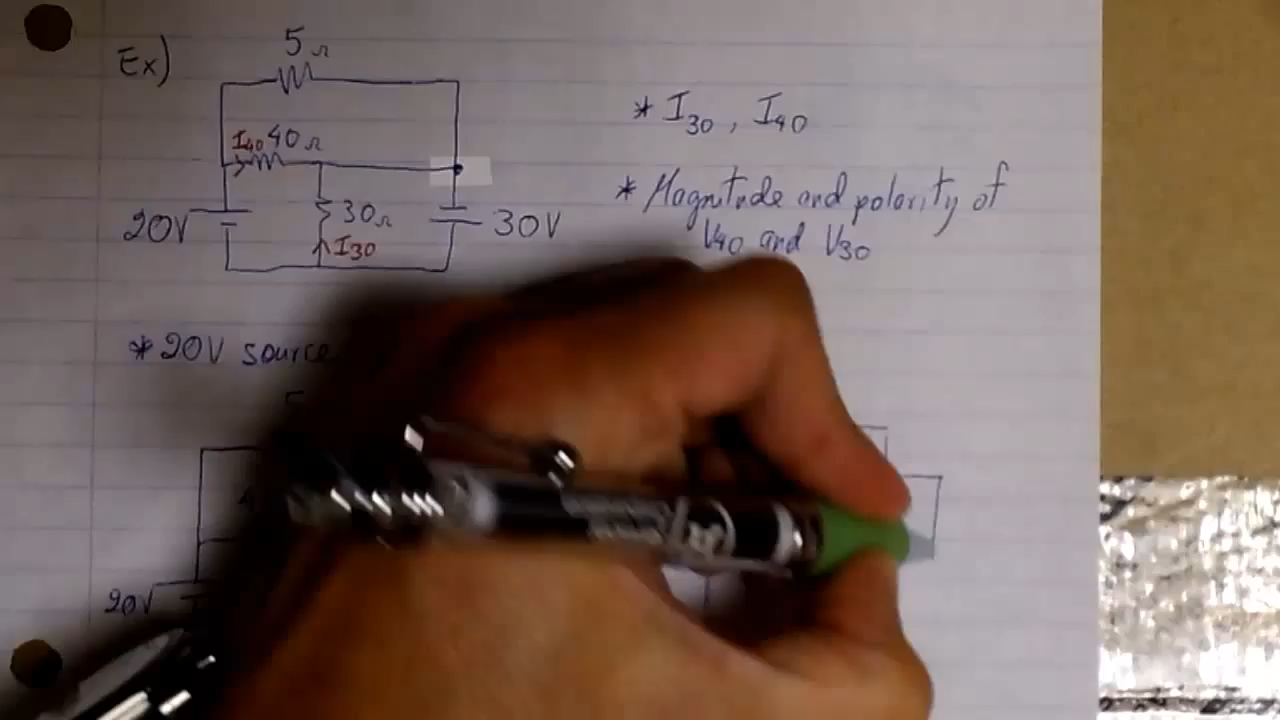 Ex)
5Ω
I40 40Ω
20V
30Ω
30V
I30
* I30, I40
* Magnitude and polarity of
V40 and V30
* 20V source
20V